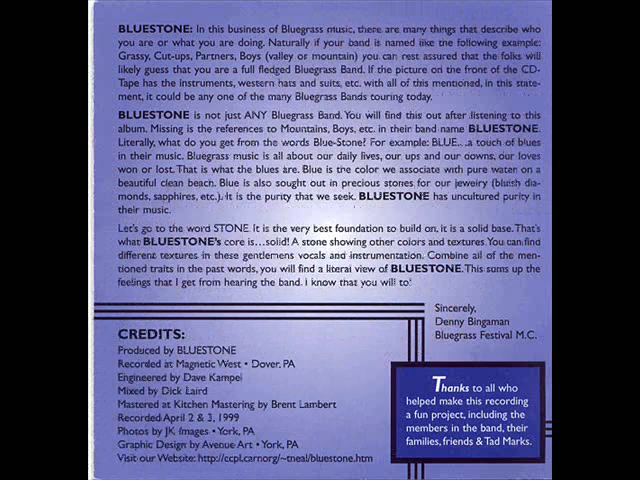 BLUESTONE: In this business of Bluegrass music, there are many things that describe who
you are or what you are doing. Naturally if your band is named like the following example:
Grassy, Cut-ups, Partners, Boys (valley or mountain) you can rest assured that the folks will
likely guess that you are a full fledged Bluegrass Band. If the picture on the front of the CD-
Tape has the instruments, western hats and suits, etc. with all of this mentioned, in this state-
ment, it could be any one of the many Bluegrass Bands touring today.
BLUESTONE is not just ANY Bluegrass Band. You will find this out after listening to this
album. Missing is the references to Mountains, Boys, etc. in their band name BLUESTONE.
Literally, what do you get from the words Blue-Stone? For example: BLUE...a touch of blues
in their music. Bluegrass music is all about our daily lives, our ups and our downs, our loves
won or lost. That is what the blues are. Blue is the color we associate with pure water on a
beautiful clean beach. Blue is also sought out in precious stones for our jewelry (bluish dia-
monds, sapphires, etc.). It is the purity that we seek. BLUESTONE has uncultured purity in
their music.
Let's go to the word STONE. It is the very best foundation to build on, it is a solid base. That's
what BLUESTONE's core is...solid! A stone showing other colors and textures. You can find
different textures in these gentlemens vocals and instrumentation. Combine all of the men-
tioned traits in the past words, you will find a literal view of BLUESTONE. This sums up the
feelings that I get from hearing the band. I know that you will to!
Sincerely,
Denny Bingaman
Bluegrass Festival M.C.
CREDITS:
Produced by BLUESTONE
Recorded at Magnetic West • Dover, PA
Engineered by Dave Kampel
Mixed by Dick Laird
Mastered at Kitchen Mastering by Brent Lambert
Recorded April 2 & 3, 1999
Photos by JK Images • York, PA
Graphic Design by Avenue Art • York, PA
Visit our Website: http://ccpl.carnorg/~tneal/bluestone.htm
Thanks to all who
helped make this recording
a fun project, including the
members in the band, their
families, friends & Tad Marks.